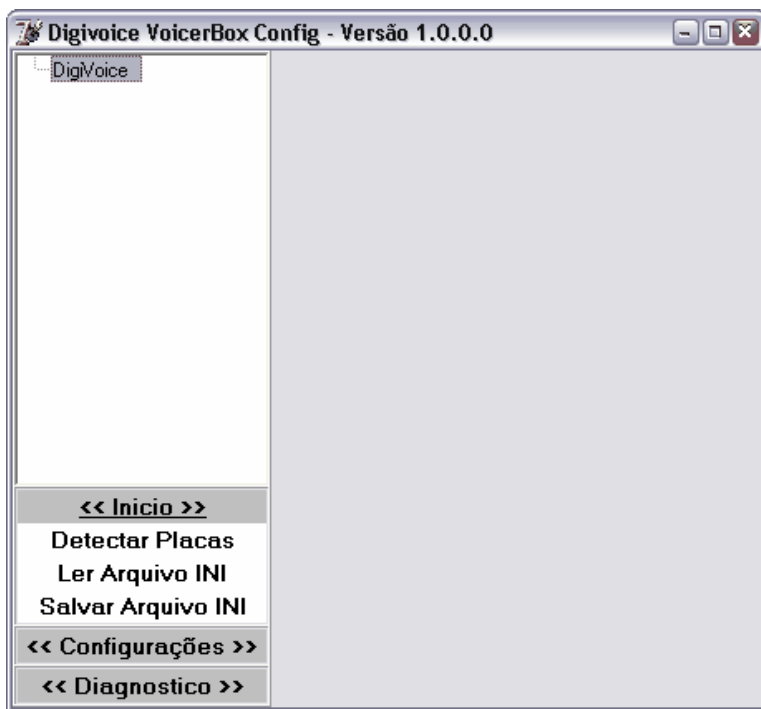 Digivoice VoicerBox Config - Versão 1.0.0.0
DigiVoice
<< Inicio >>
Detectar Placas
Ler Arquivo INI
Salvar Arquivo INI
<< Configurações >>
<< Diagnostico >>